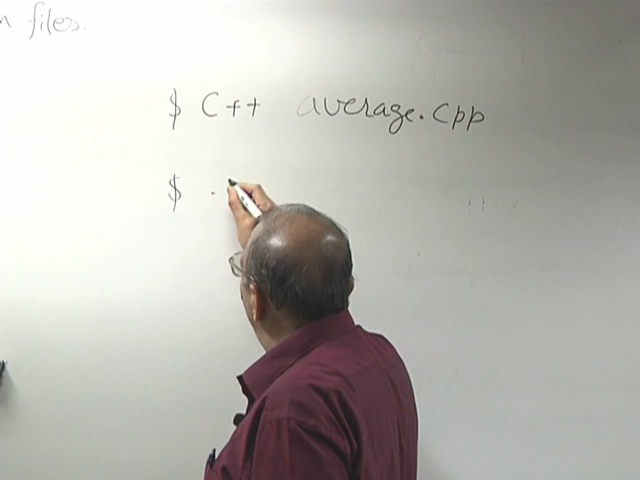 files.
$ c++ average.cpp
$ .